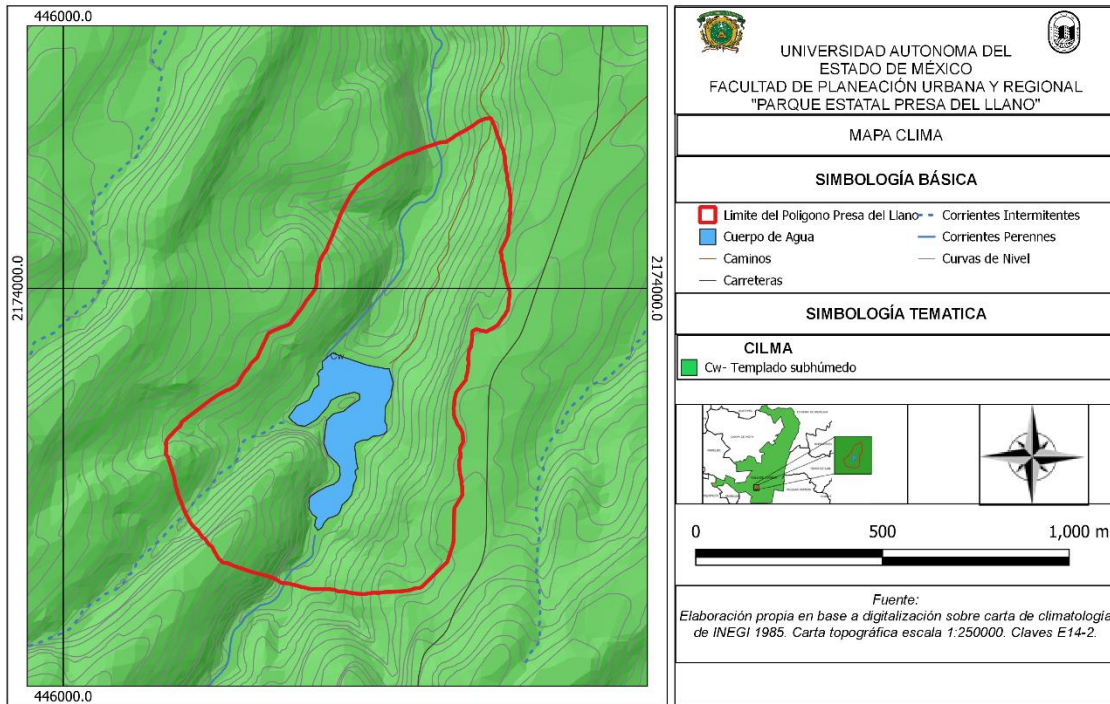 446000.0
2174000.0
2174000.0
Cw
446000.0
UNIVERSIDAD AUTONOMA DEL
ESTADO DE MÉXICO
FACULTAD DE PLANEACIÓN URBANA Y REGIONAL
"PARQUE ESTATAL PRESA DEL LLANO"
MAPA CLIMA
SIMBOLOGÍA BÁSICA
Limite del Poligono Presa del Llano
Cuerpo de Agua
Caminos
Carreteras
Corrientes Intermitentes
Corrientes Perennes
Curvas de Nivel
SIMBOLOGÍA TEMATICA
CILMA
Cw- Templado subhúmedo
0 500 1,000 m
Fuente:
Elaboración propia en base a digitalización sobre carta de climatología
de INEGI 1985. Carta topográfica escala 1:250000. Claves E14-2.